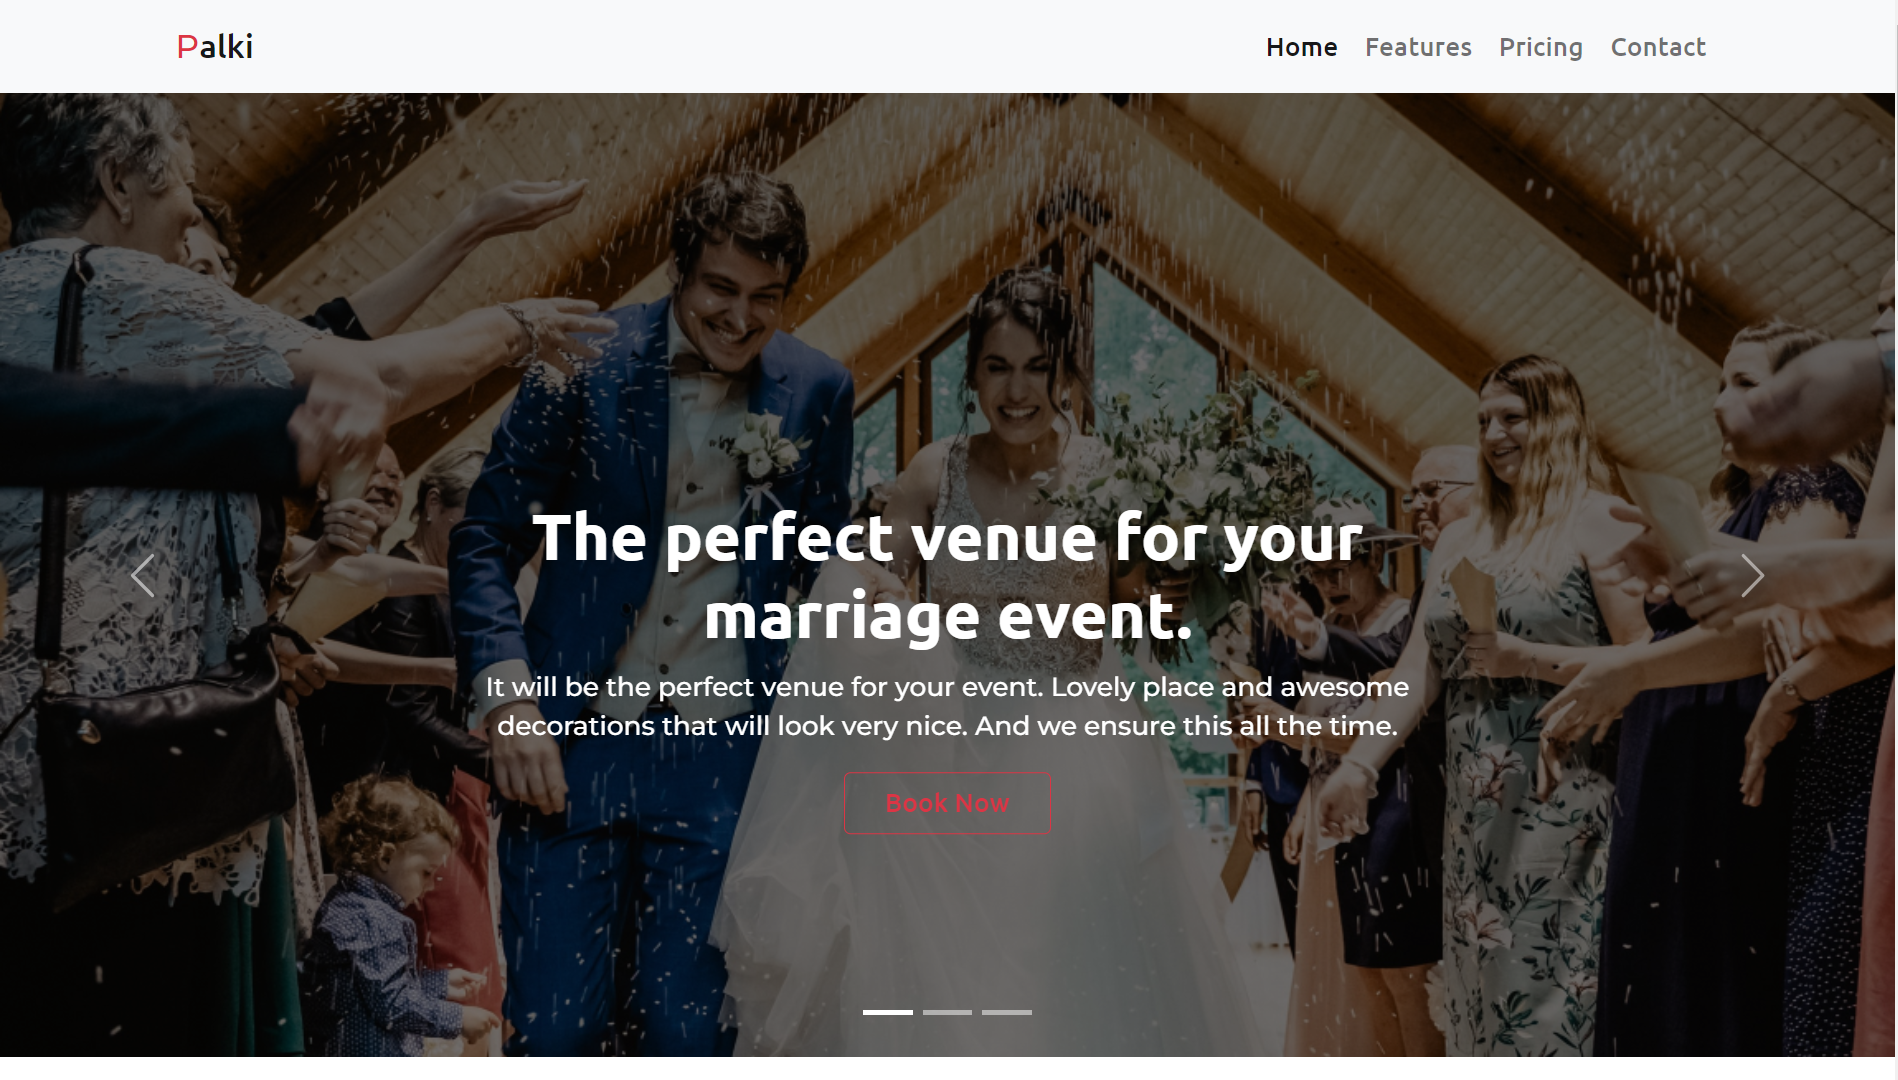 Palki
Home Features Pricing Contact
The perfect venue for your
marriage event.
It will be the perfect venue for your event. Lovely place and awesome
decorations that will look very nice. And we ensure this all the time.
Book Now